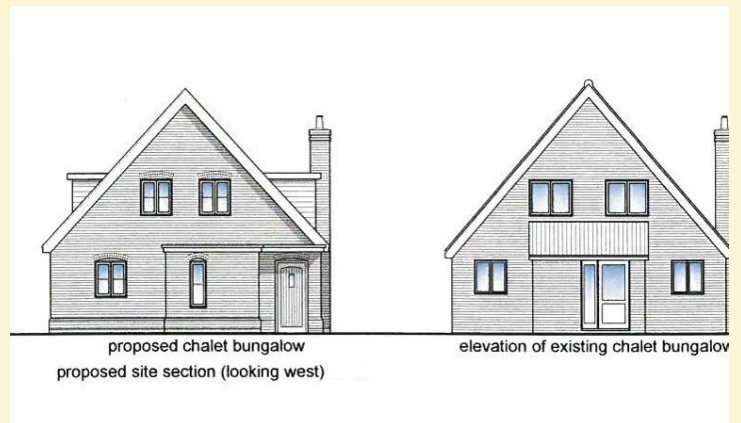 proposed chalet bungalow
proposed site section (looking west)
elevation of existing chalet bungalow